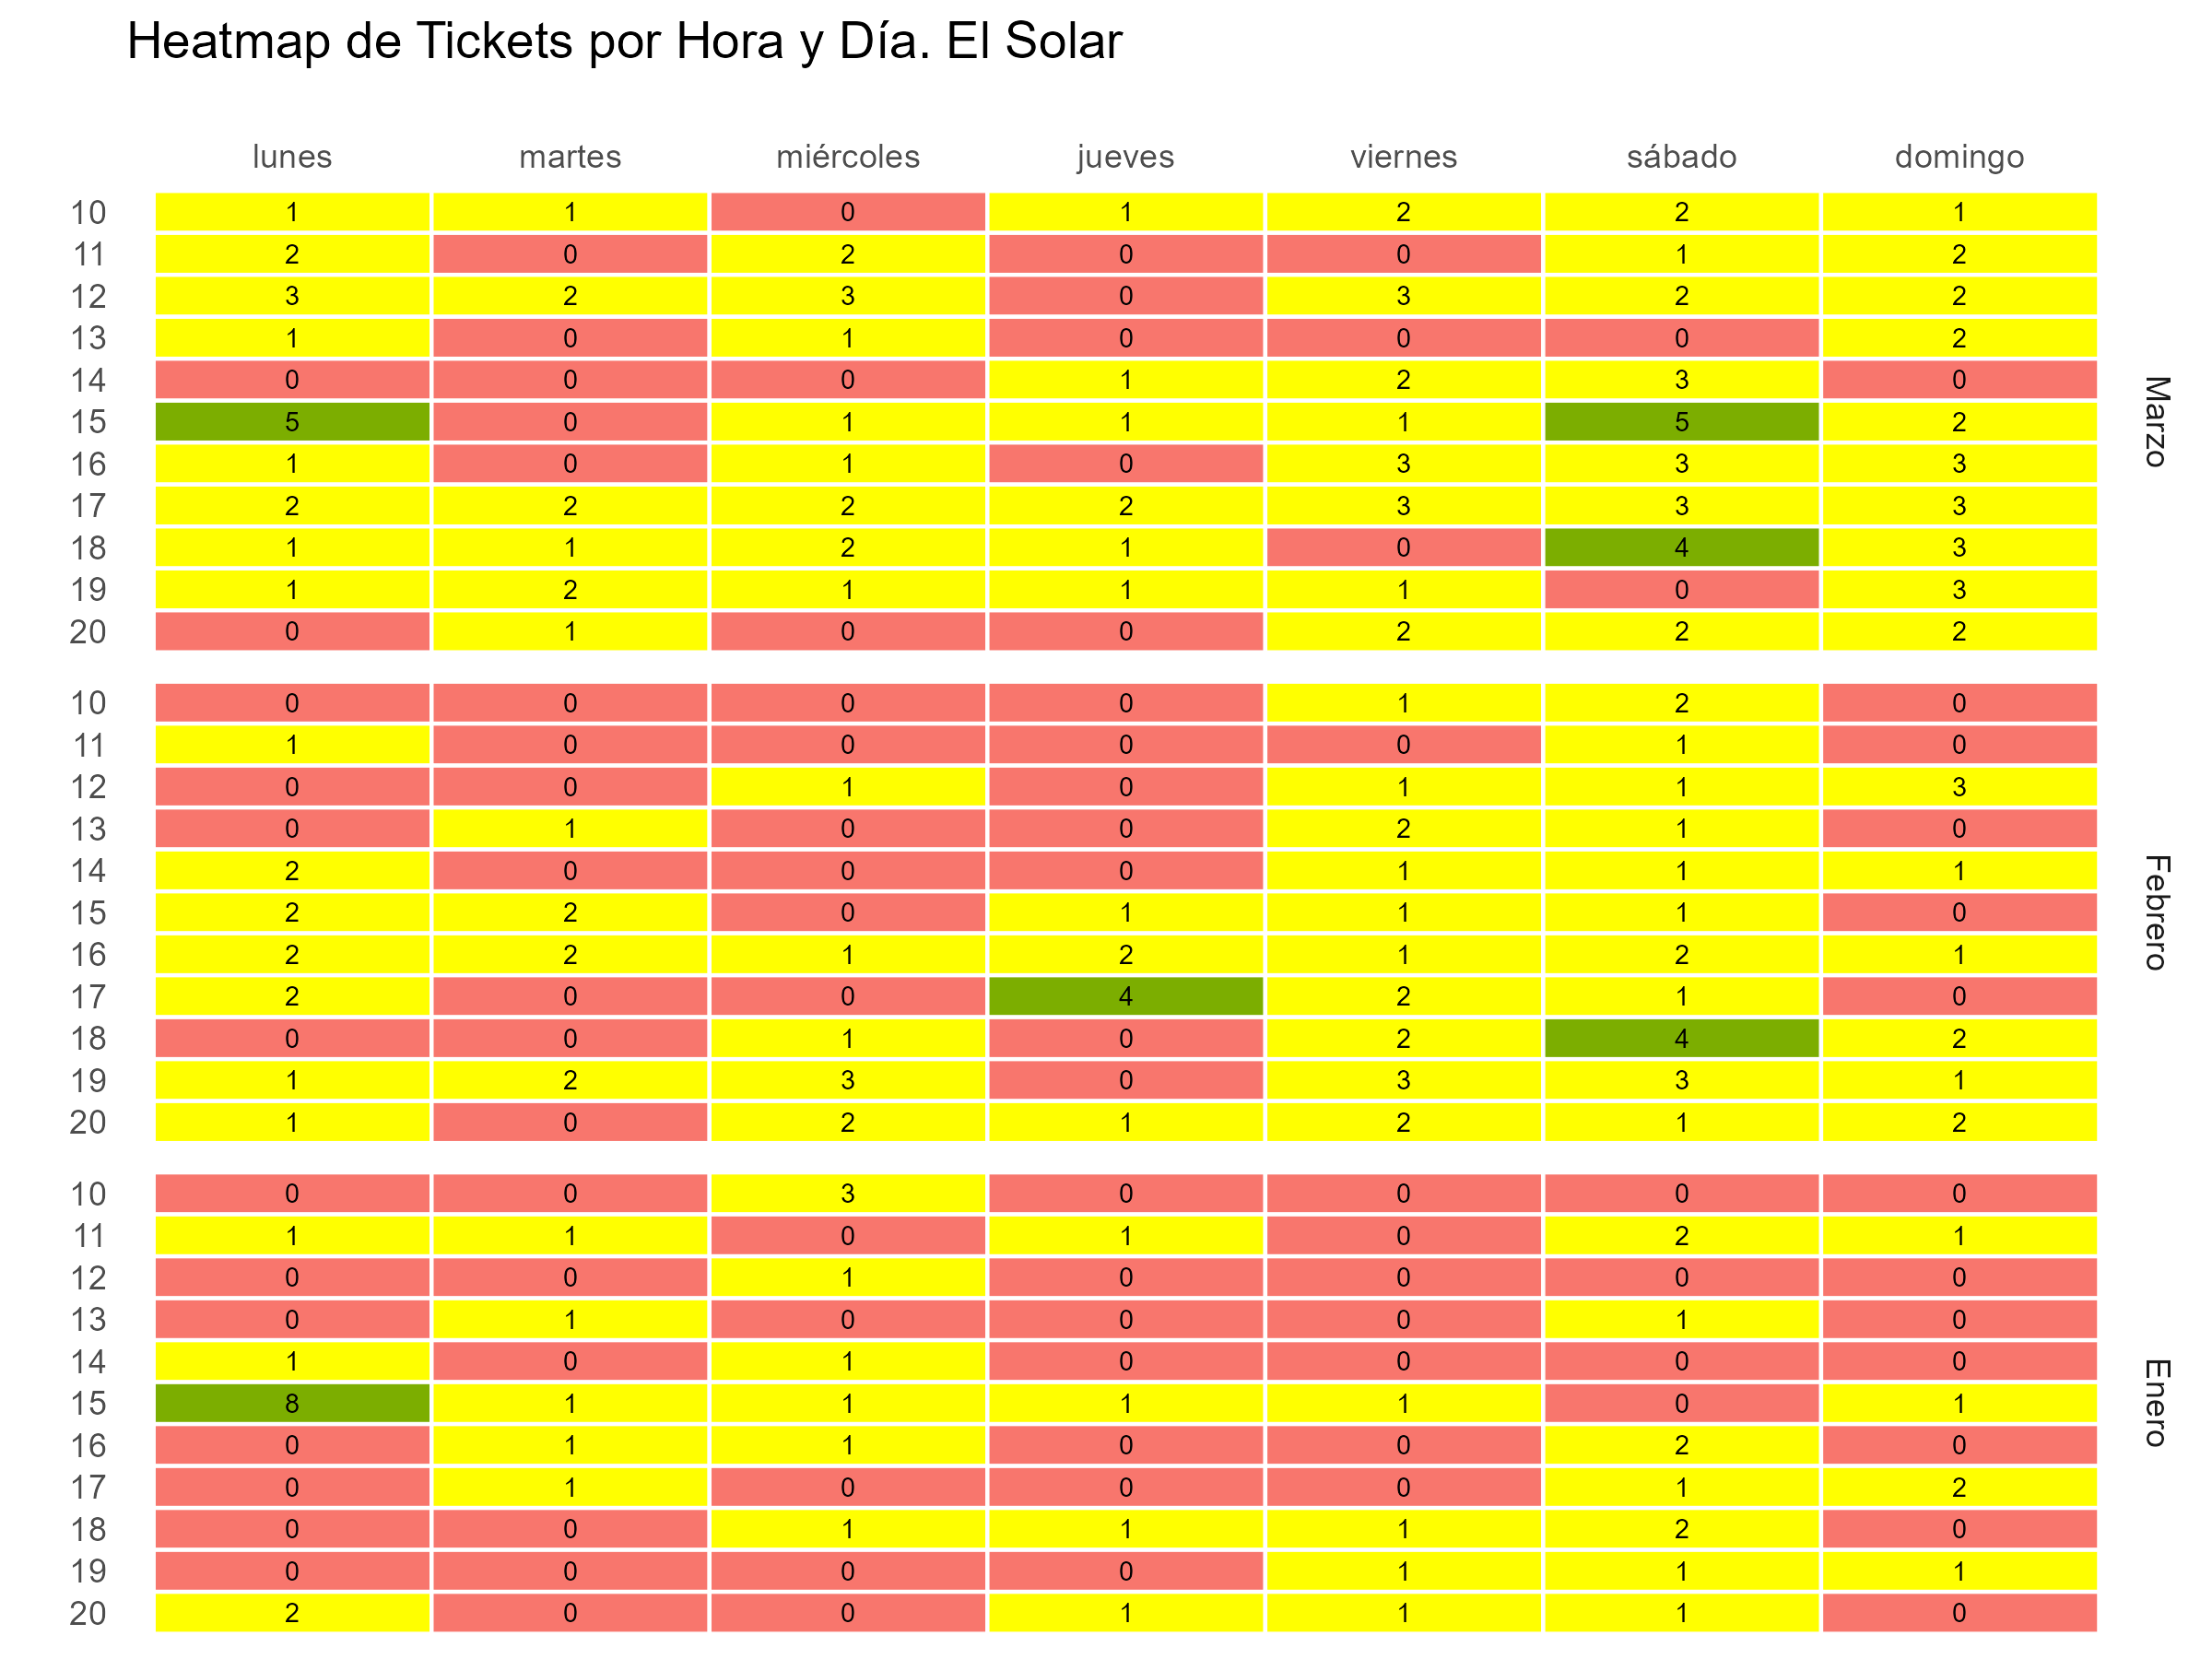 Heatmap de Tickets por Hora y Día. El Solar
lunes martes miércoles jueves viernes sábado domingo
10 1 1 0 1 2 2 1
11 2 0 2 0 0 1 2
12 3 2 3 0 3 2 2
13 1 0 1 0 0 0 2
14 0 0 0 1 2 3 0
15 5 0 1 1 1 5 2
16 1 0 1 0 3 3 3
17 2 2 2 2 3 3 3
18 1 1 2 1 0 4 3
19 1 2 1 1 1 0 3
20 0 1 0 0 2 2 2
Marzo
10 0 0 0 0 1 2 0
11 1 0 0 0 0 1 0
12 0 0 1 0 1 1 3
13 0 1 0 0 2 1 0
14 2 0 0 0 1 1 1
15 2 2 0 1 1 1 0
16 2 2 1 2 1 2 1
17 2 0 0 4 2 1 0
18 0 0 1 0 2 4 2
19 1 2 3 0 3 3 1
20 1 0 2 1 2 1 2
Febrero
10 0 0 3 0 0 0 0
11 1 1 0 1 0 2 1
12 0 0 1 0 0 0 0
13 0 1 0 0 0 1 0
14 1 0 1 0 0 0 0
15 8 1 1 1 1 0 1
16 0 1 1 0 0 2 0
17 0 1 0 0 0 1 2
18 0 0 1 1 1 2 0
19 0 0 0 0 1 1 1
20 2 0 0 1 1 1 0
Enero